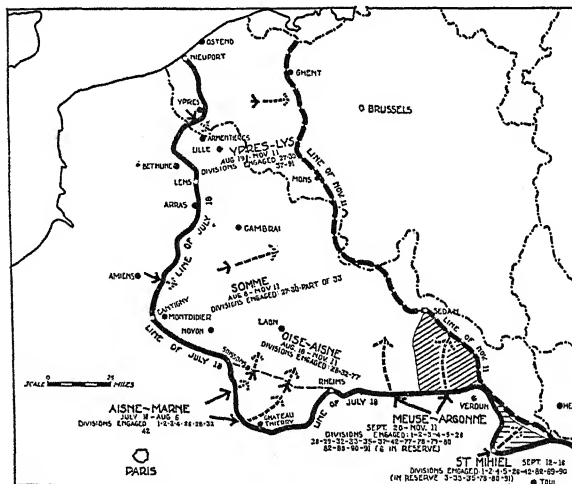 OSTEND
NIEUPORT
GHENT
YPRES
BRUSSELS
ARMENTIERES
LILLE
YPRES-LYS
AUG 19 - NOV 11
DIVISIONS ENGAGED 27-30
37-91
BETHUNE
LENS
MONS
LINE OF NOV 11
ARRAS
LINE OF JULY 18
CAMBRAI
AMIENS
SOMME
AUG 8 - NOV 11
DIVISIONS ENGAGED: 27-30-PART OF 33
CANTIGNY
MONTDIDIER
NOYON
LAON
SEDAN
LINE OF NOV 11
OISE-AISNE
AUG 18 - NOV 11
DIVISIONS ENGAGED: 28-32-77
LINE OF JULY 18
SOISSONS
SCALE 0 25 MILES
RHEIMS
AISNE-MARNE
JULY 18 - AUG 6
DIVISIONS ENGAGED 1-2-3-4-26-28-32
42
CHATEAU
THIERRY
LINE OF JULY 18
VERDUN
ME
MEUSE-ARGONNE
SEPT. 26 - NOV. 11
DIVISIONS ENGAGED: 1-2-3-4-5-26
28-29-32-33-35-37-42-77-78-79-80
82-89-90-91 (6 IN RESERVE)
PARIS
ST MIHIEL SEPT. 12-16
DIVISIONS ENGAGED 1-2-4-5-26-42-82-89-90
(IN RESERVE 3-33-35-78-80-91)
TOUL